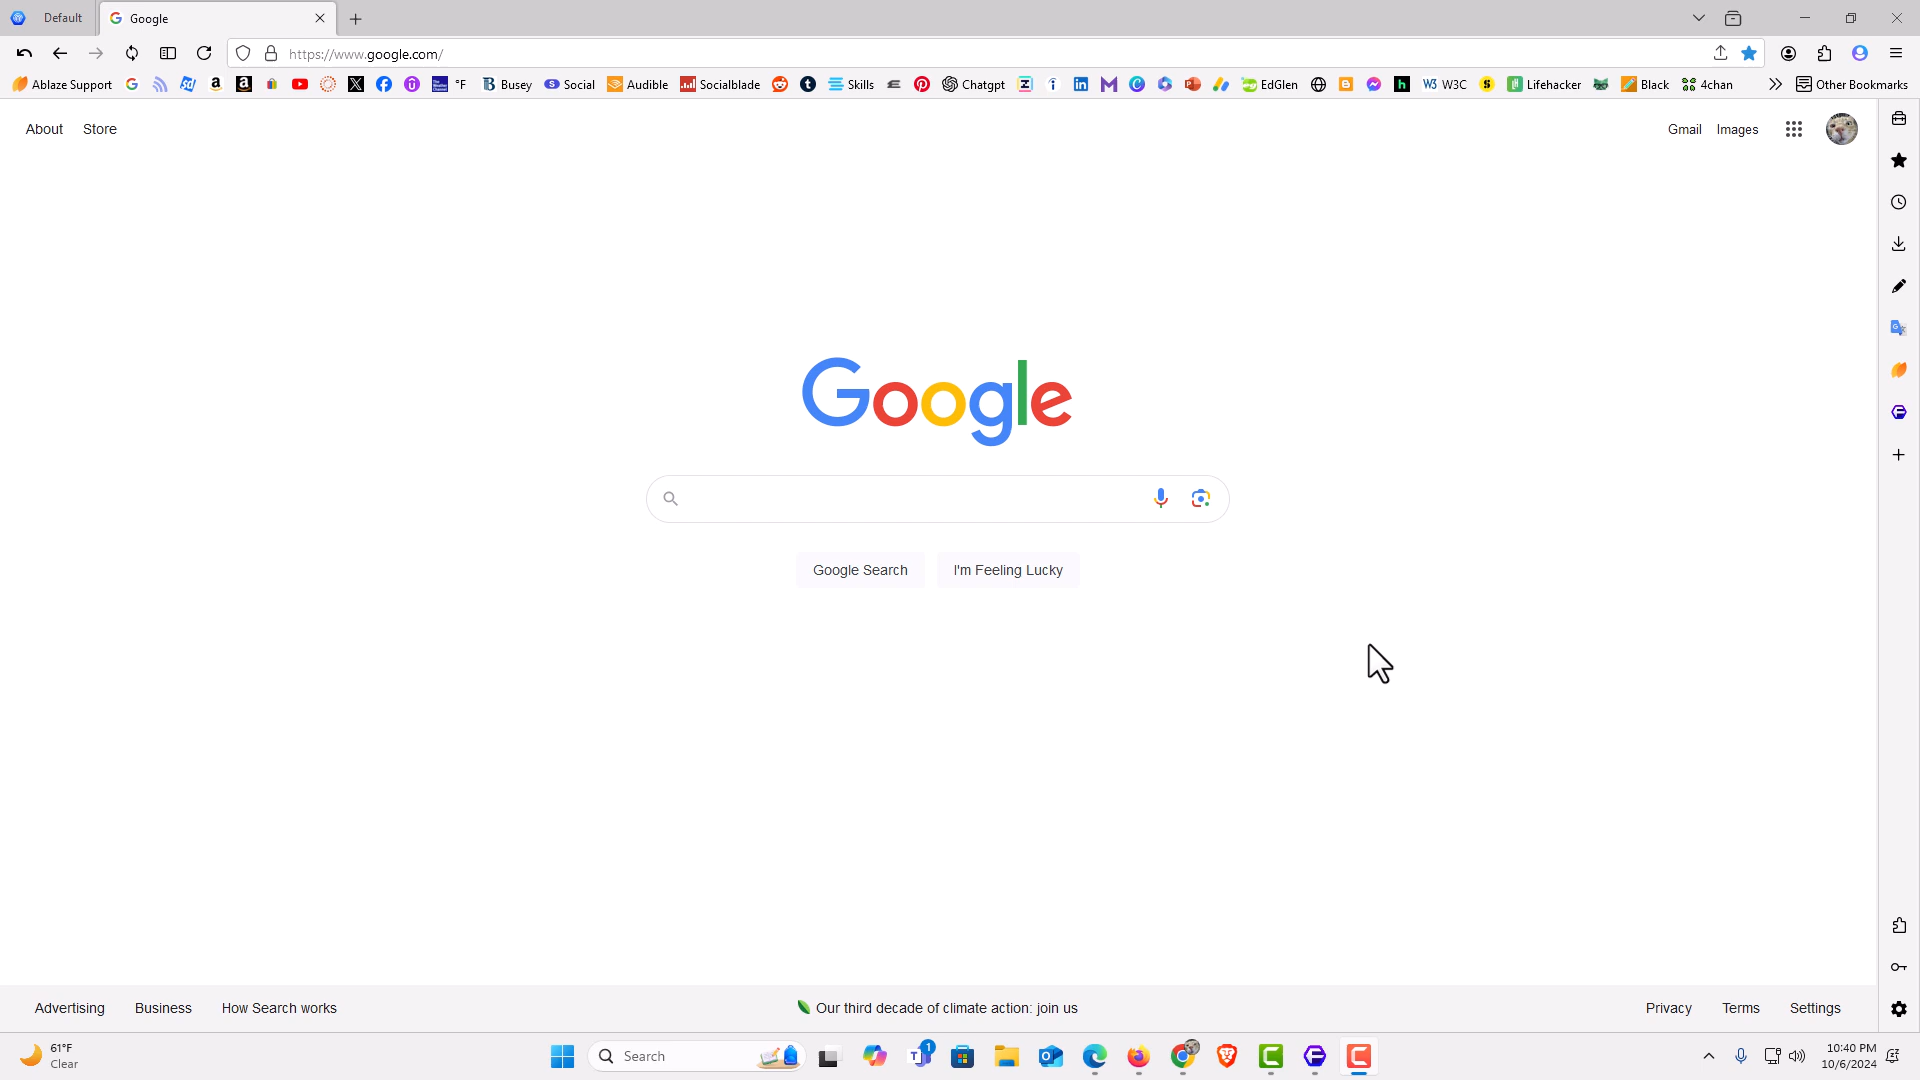 Default
Google
https://www.google.com/
Ablaze Support
°F
Busey
Social
Audible
Socialblade
Skills
Chatgpt
EdGlen
W3C
Lifehacker
Black
4chan
Other Bookmarks
About
Store
Gmail
Images
Google
Google Search
I'm Feeling Lucky
Advertising
Business
How Search works
Our third decade of climate action: join us
Privacy
Terms
Settings
61°F
Clear
Search
1
10:40 PM
10/6/2024